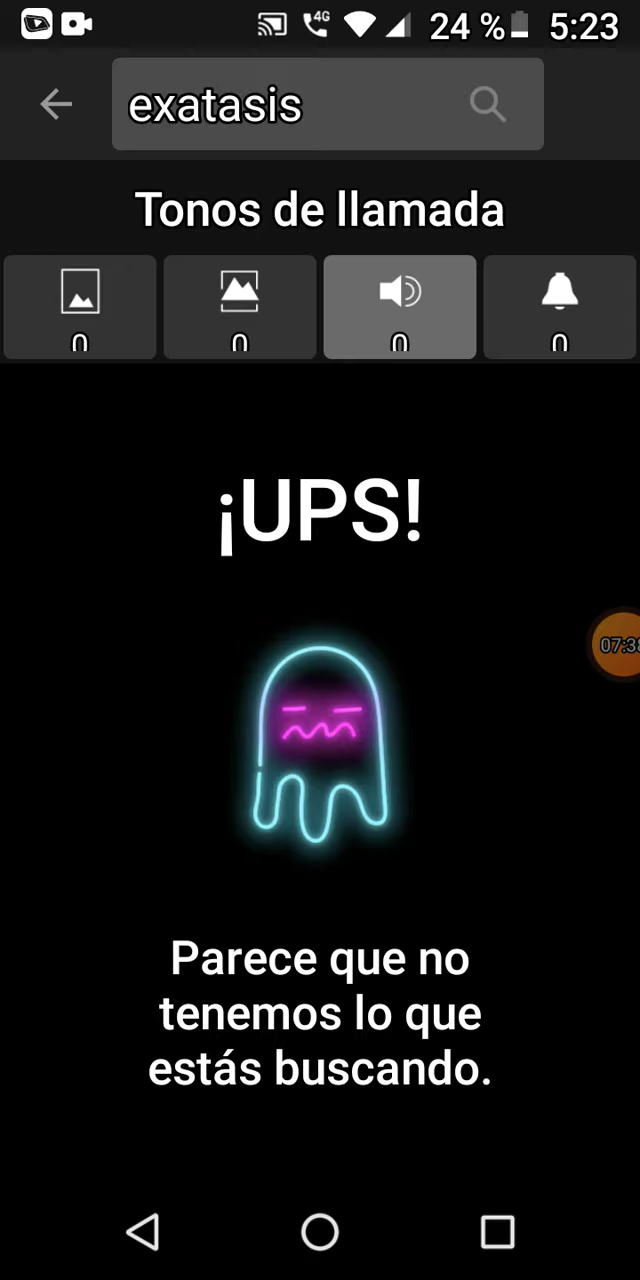 4G 24 % 5:23
exatasis
Tonos de llamada
0 0 0 0
¡UPS!
07:38
Parece que no
tenemos lo que
estás buscando.